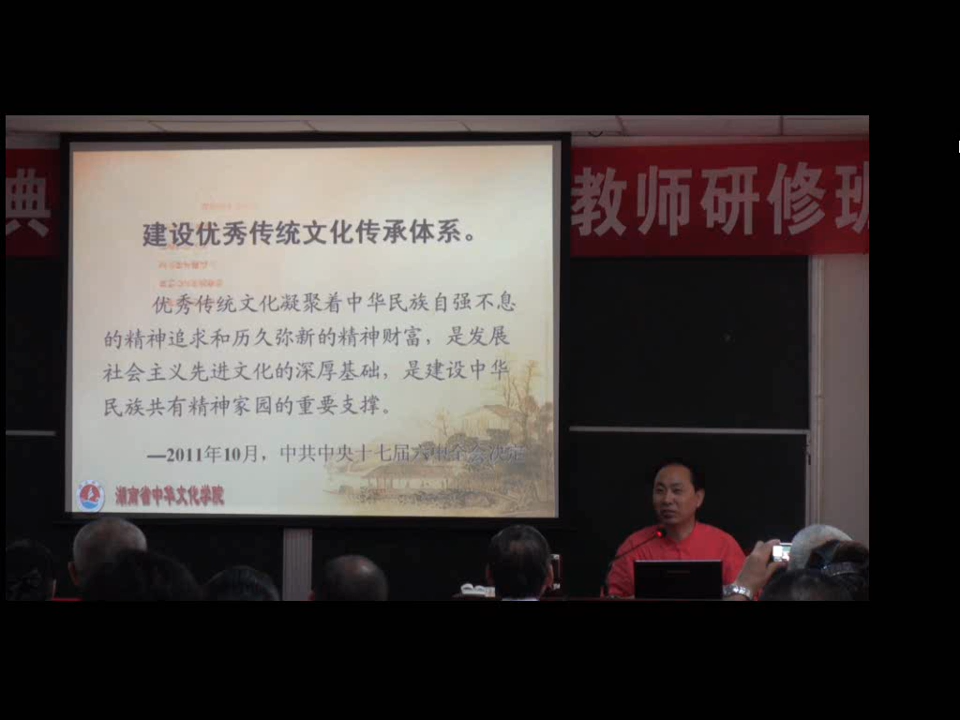 典
教师研修班
建设优秀传统文化传承体系。
优秀传统文化凝聚着中华民族自强不息
的精神追求和历久弥新的精神财富，是发展
社会主义先进文化的深厚基础，是建设中华
民族共有精神家园的重要支撑。
—2011年10月，中共中央十七届六中全会决定
湖南省中华文化学院